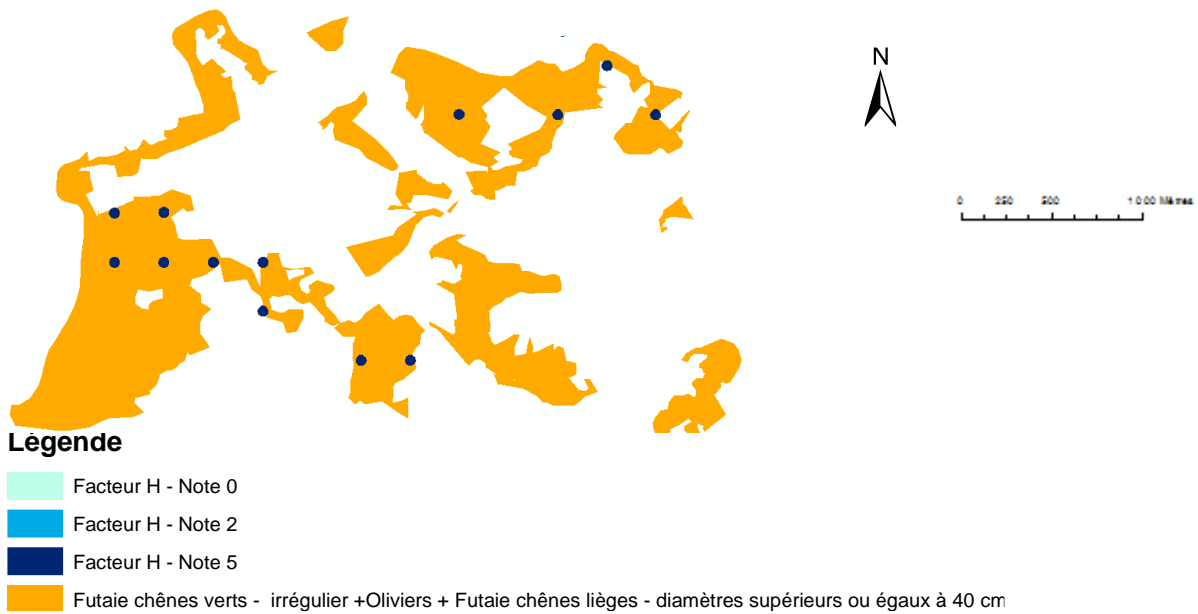 N
0 250 500 1 000 Mètres
Légende
Facteur H - Note 0
Facteur H - Note 2
Facteur H - Note 5
Futaie chênes verts - irrégulier +Oliviers + Futaie chênes lièges - diamètres supérieurs ou égaux à 40 cm